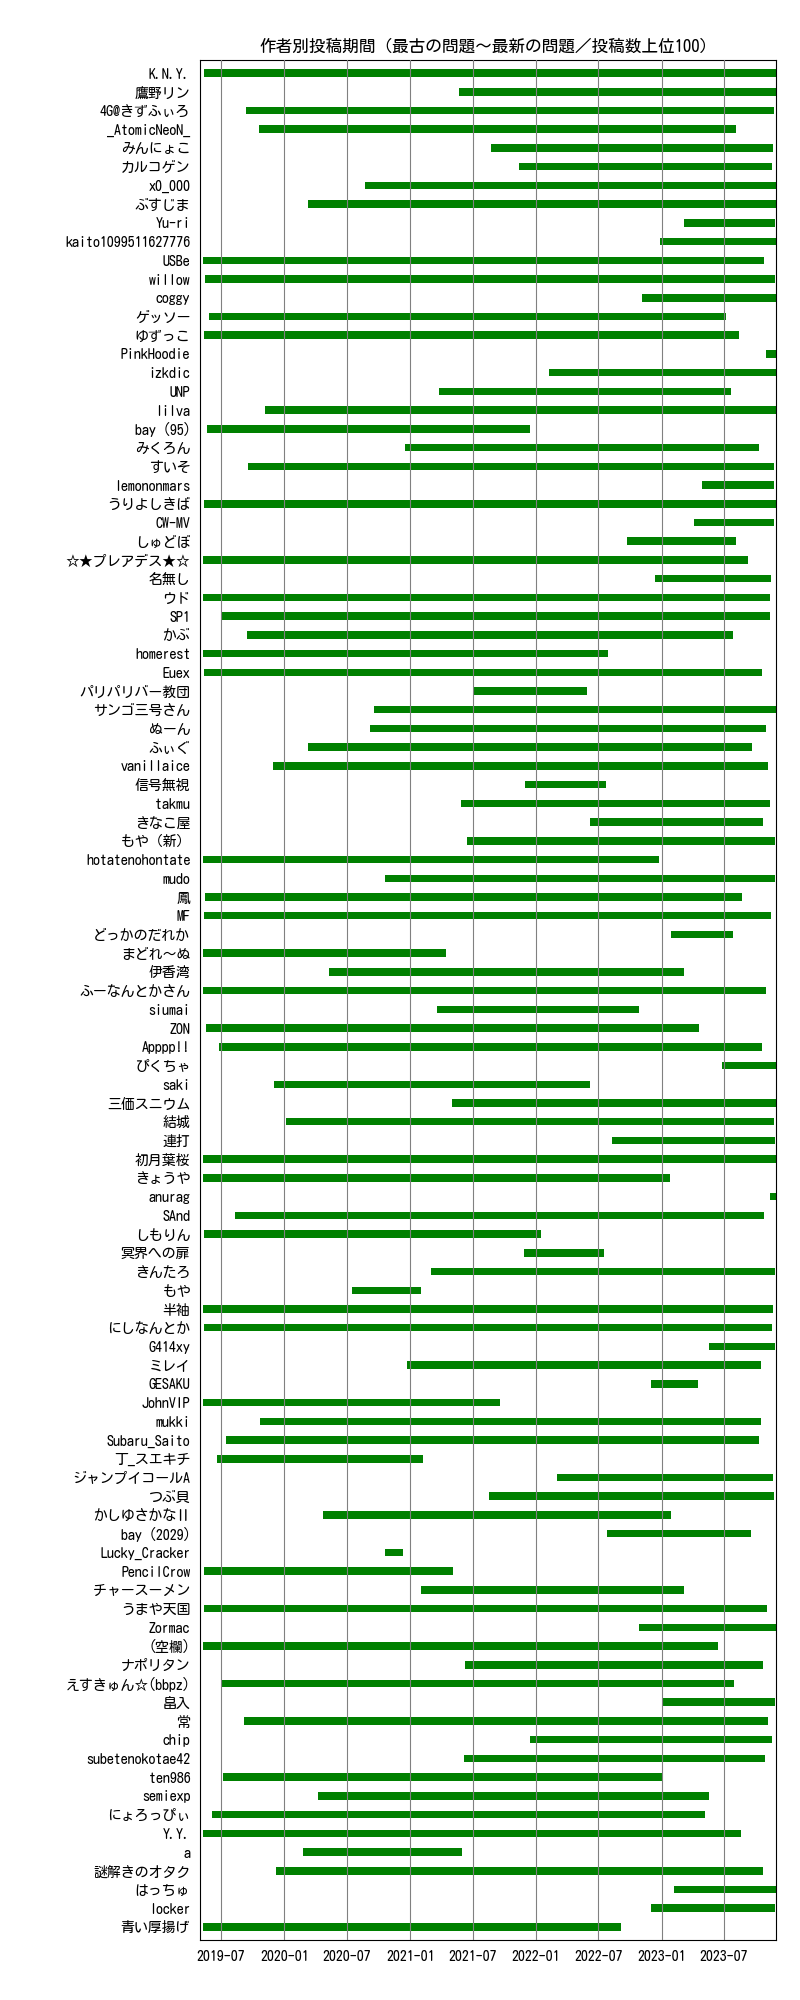 作者別投稿期間（最古の問題～最新の問題／投稿数上位100）
K.N.Y.
鷹野リン
4G@きずふぃろ
_AtomicNeoN_
みんにょこ
カルコゲン
x0_000
ぶすじま
Yu-ri
kaito1099511627776
USBe
willow
coggy
ゲッソー
ゆずっこ
PinkHoodie
izkdic
UNP
lilva
bay (95)
みくろん
すいそ
lemononmars
うりよしきば
CW-MV
しゅどぼ
☆★プレアデス★☆
名無し
ウド
SP1
かぶ
homerest
Euex
パリパリバー教団
サンゴ三号さん
ぬーん
ふぃぐ
vanillaice
信号無視
takmu
きなこ屋
もや（新）
hotatenohontate
mudo
鳳
MF
どっかのだれか
まどれ～ぬ
伊香湾
ふーなんとかさん
siumai
ZON
Appppll
ぴくちゃ
saki
三価スニウム
結城
連打
初月葉桜
きょうや
anurag
SAnd
しもりん
冥界への扉
きんたろ
もや
半袖
にしなんとか
G414xy
ミレイ
GESAKU
JohnVIP
mukki
Subaru_Saito
丁_スエキチ
ジャンプイコールA
つぶ貝
かしゆさかなⅡ
bay (2029)
Lucky_Cracker
PencilCrow
チャースーメン
うまや天国
Zormac
(空欄)
ナポリタン
えすきゅん☆(bbpz)
畠入
常
chip
subetenokotae42
ten986
semiexp
にょろっぴぃ
Y.Y.
a
謎解きのオタク
はっちゅ
locker
青い厚揚げ
2019-07 2020-01 2020-07 2021-01 2021-07 2022-01 2022-07 2023-01 2023-07